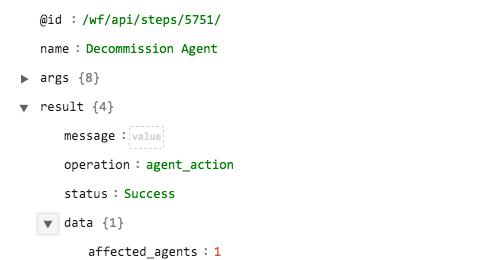 @id : /wf/api/steps/5751/
name : Decommission Agent
args {8}
result {4}
message : value
operation : agent_action
status : Success
data {1}
affected_agents : 1